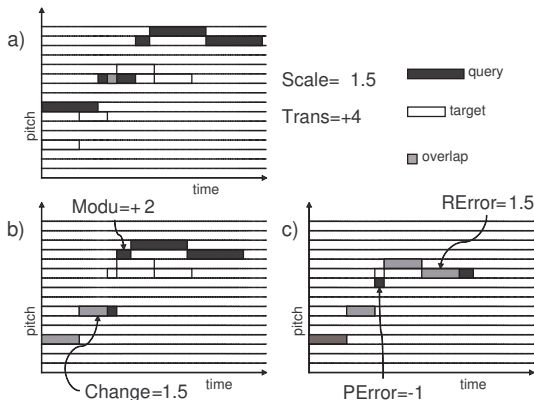 a)
Scale= 1.5
query
Trans=+4
target
overlap
pitch
time
Modu=+2
RError=1.5
b)
c)
pitch
pitch
time
time
Change=1.5
PError=-1